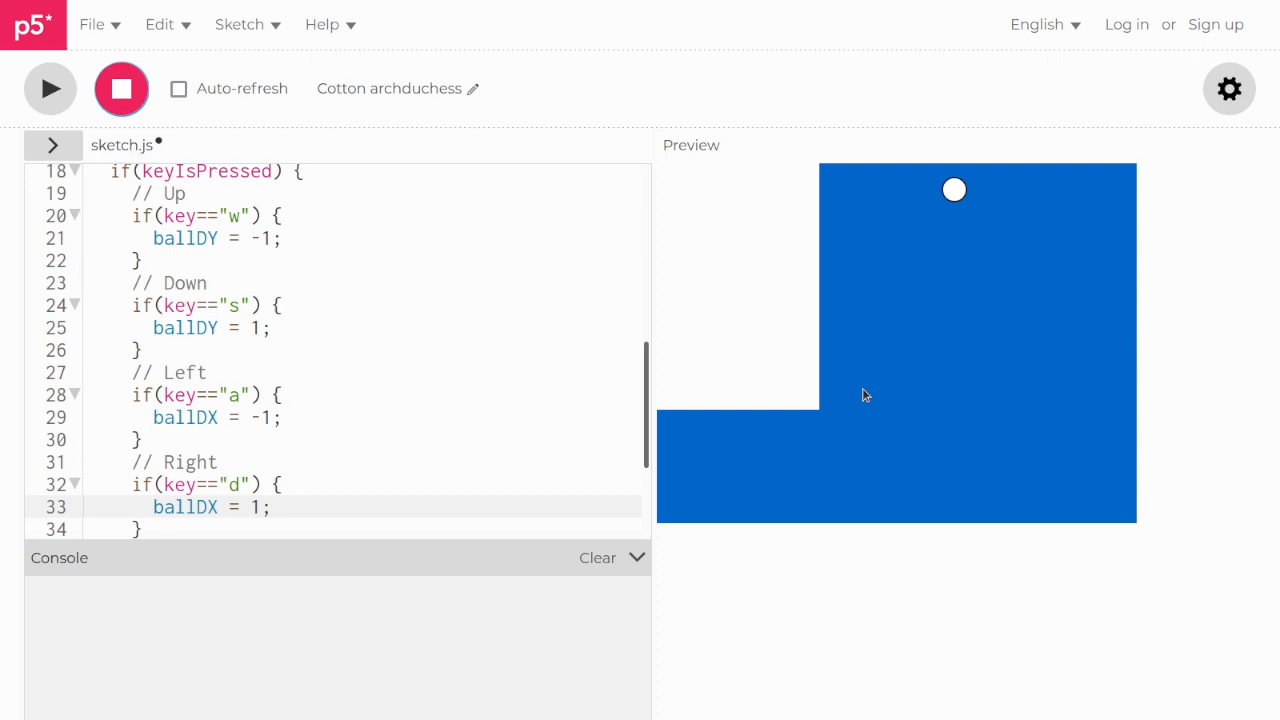 p5* File Edit Sketch Help English Log in or Sign up
Auto-refresh Cotton archduchess
sketch.js Preview
18 if(keyIsPressed) {
19 // Up
20 if(key=="w") {
21 ballDY = -1;
22 }
23 // Down
24 if(key=="s") {
25 ballDY = 1;
26 }
27 // Left
28 if(key=="a") {
29 ballDX = -1;
30 }
31 // Right
32 if(key=="d") {
33 ballDX = 1;
34 }
Console Clear